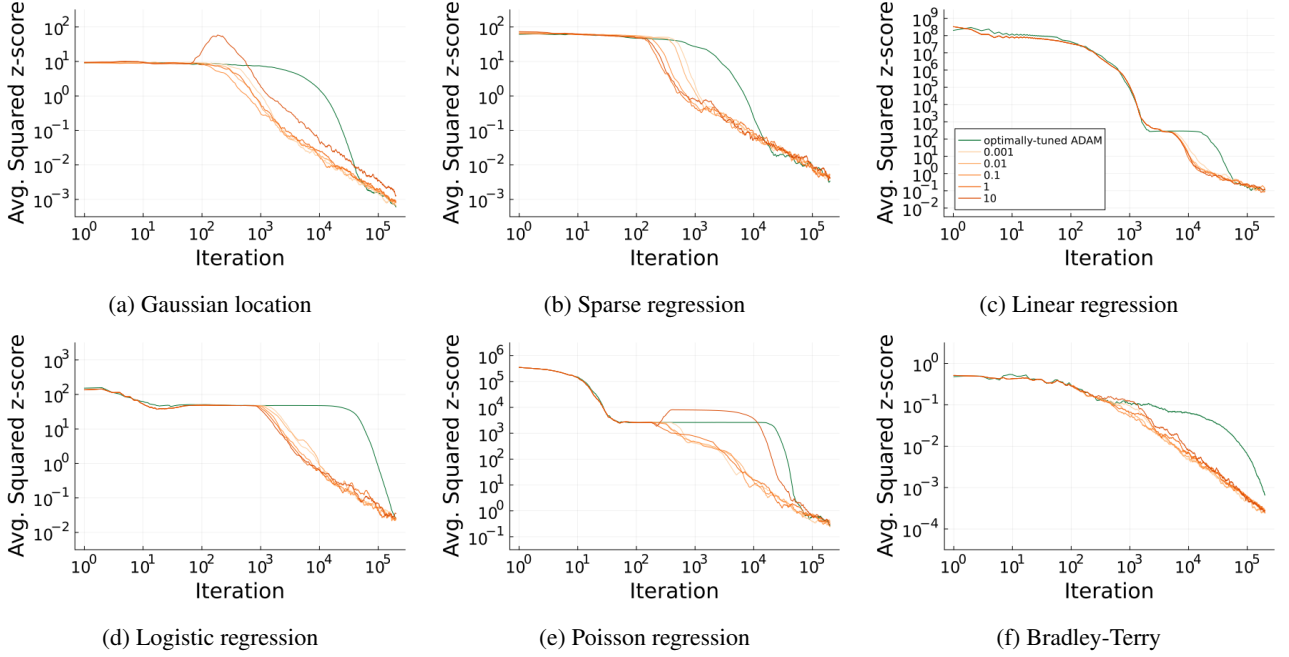 Avg. Squared z-score
10^2
10^1
10^0
10^-1
10^-2
10^-3
10^0 10^1 10^2 10^3 10^4 10^5
Iteration
(a) Gaussian location
Avg. Squared z-score
10^2
10^1
10^0
10^-1
10^-2
10^-3
10^0 10^1 10^2 10^3 10^4 10^5
Iteration
(b) Sparse regression
Avg. Squared z-score
10^9
10^8
10^7
10^6
10^5
10^4
10^3
10^2
10^1
10^0
10^-1
10^-2
optimally-tuned ADAM
0.001
0.01
0.1
1
10
10^0 10^1 10^2 10^3 10^4 10^5
Iteration
(c) Linear regression
Avg. Squared z-score
10^3
10^2
10^1
10^0
10^-1
10^-2
10^0 10^1 10^2 10^3 10^4 10^5
Iteration
(d) Logistic regression
Avg. Squared z-score
10^6
10^5
10^4
10^3
10^2
10^1
10^0
10^-1
10^0 10^1 10^2 10^3 10^4 10^5
Iteration
(e) Poisson regression
Avg. Squared z-score
10^0
10^-1
10^-2
10^-3
10^-4
10^0 10^1 10^2 10^3 10^4 10^5
Iteration
(f) Bradley-Terry